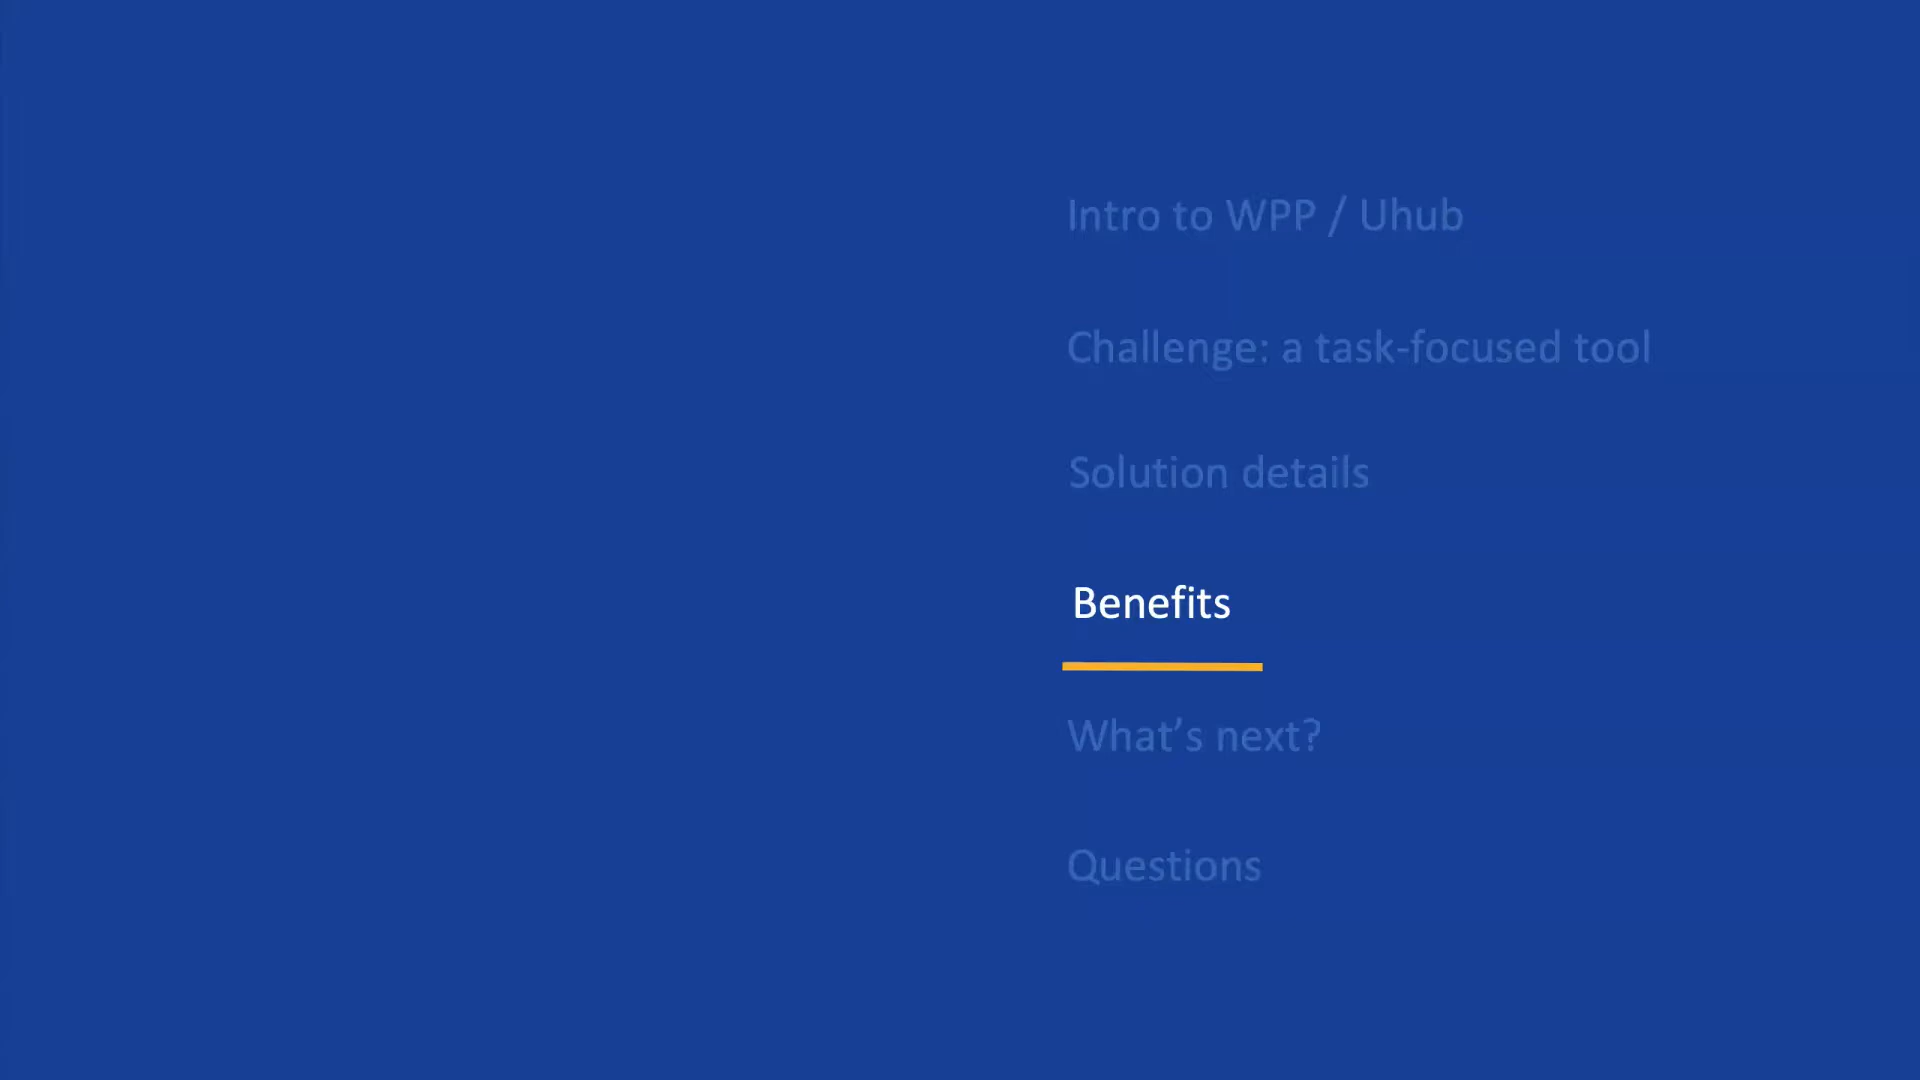 Intro to WPP / Uhub
Challenge: a task-focused tool
Solution details
Benefits
What’s next?
Questions